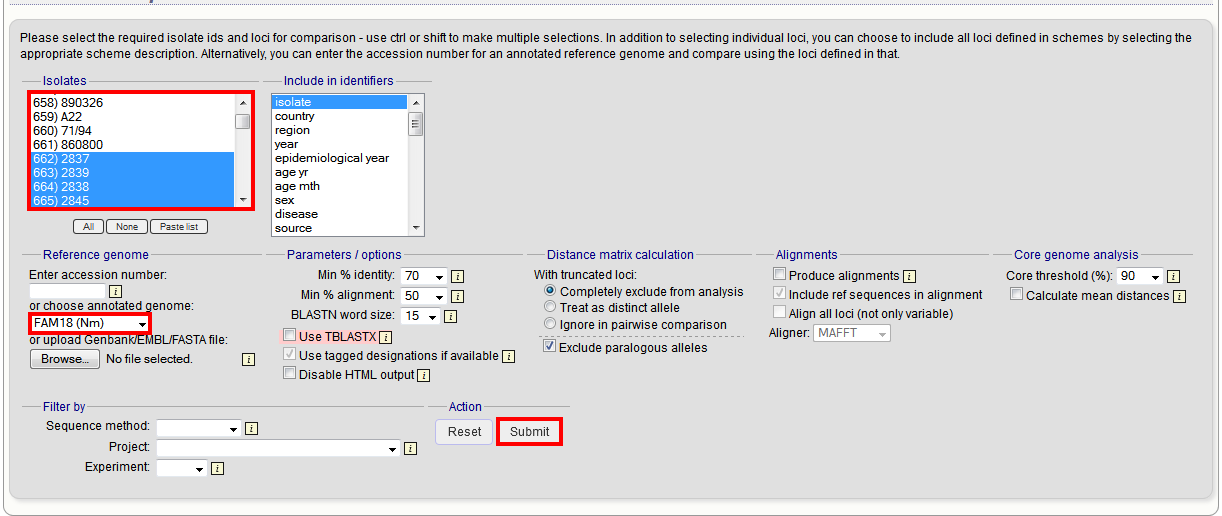 Please select the required isolate ids and loci for comparison - use ctrl or shift to make multiple selections. In addition to selecting individual loci, you can choose to include all loci defined in schemes by selecting the
appropriate scheme description. Alternatively, you can enter the accession number for an annotated reference genome and compare using the loci defined in that.
Isolates
658) 890326
659) A22
660) 71/94
661) 860800
662) 2837
663) 2839
664) 2838
665) 2845
All None Paste list
Include in identifiers
isolate
country
region
year
epidemiological year
age yr
age mth
sex
disease
source
Reference genome
Enter accession number:
i
or choose annotated genome:
FAM18 (Nm)
or upload Genbank/EMBL/FASTA file:
Browse... No file selected. i
Parameters / options
Min % identity: 70 i
Min % alignment: 50 i
BLASTN word size: 15 i
Use TBLASTX i
Use tagged designations if available i
Disable HTML output i
Distance matrix calculation
With truncated loci:
Completely exclude from analysis
Treat as distinct allele
Ignore in pairwise comparison
Exclude paralogous alleles
Alignments
Produce alignments i
Include ref sequences in alignment
Align all loci (not only variable)
Aligner: MAFFT
Core genome analysis
Core threshold (%): 90 i
Calculate mean distances i
Filter by
Sequence method: i
Project: i
Experiment: i
Action
Reset Submit